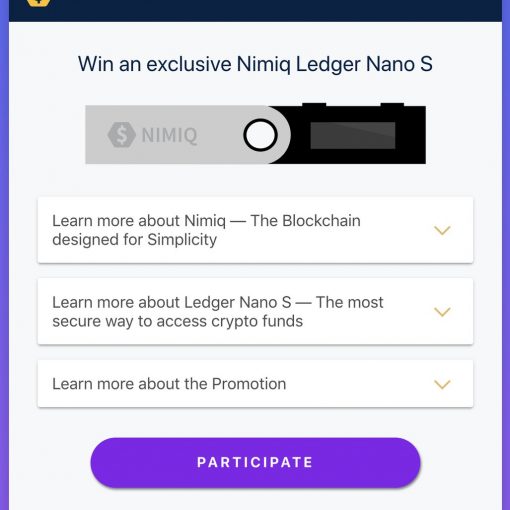 Win an exclusive Nimiq Ledger Nano S
NIMIQ
Learn more about Nimiq — The Blockchain
designed for Simplicity
Learn more about Ledger Nano S — The most
secure way to access crypto funds
Learn more about the Promotion
PARTICIPATE